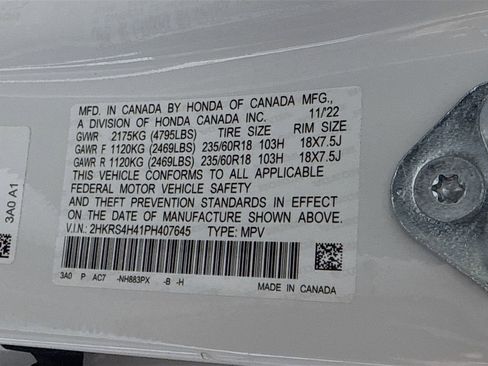 MFD. IN CANADA BY HONDA OF CANADA MFG.,
A DIVISION OF HONDA CANADA INC. 11/'22
GVWR 2175KG (4795LBS) TIRE SIZE RIM SIZE
GAWR F 1120KG (2469LBS) 235/60R18 103H 18X7.5J
GAWR R 1120KG (2469LBS) 235/60R18 103H 18X7.5J
THIS VEHICLE CONFORMS TO ALL APPLICABLE
FEDERAL MOTOR VEHICLE SAFETY
AND THEFT PREVENTION STANDARDS IN EFFECT
ON THE DATE OF MANUFACTURE SHOWN ABOVE.
V.I.N.: 2HKRS4H41PH407645 TYPE: MPV
3A0 P AC7 -NH883PX -B -H
MADE IN CANADA
3A0 A1